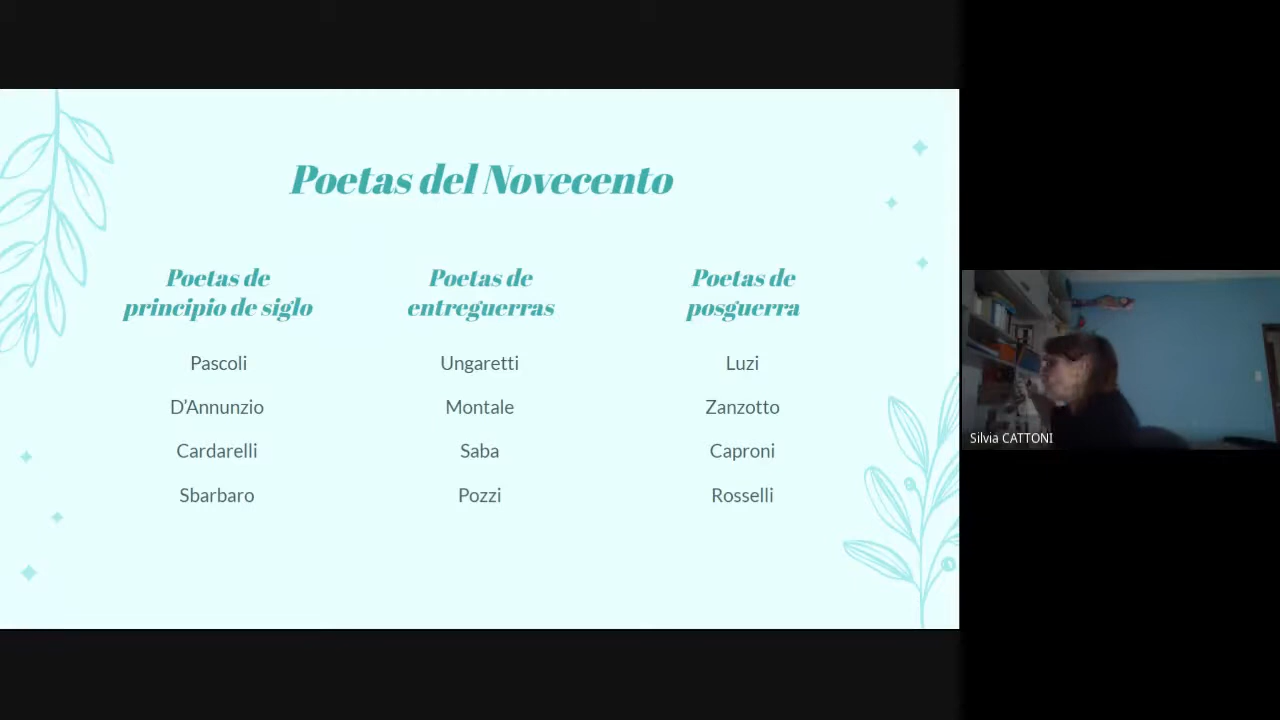 Poetas del Novecento
Poetas de
principio de siglo
Pascoli
D'Annunzio
Cardarelli
Sbarbaro
Poetas de
entreguerras
Ungaretti
Montale
Saba
Pozzi
Poetas de
posguerra
Luzi
Zanzotto
Caproni
Rosselli
Silvia CATTONI